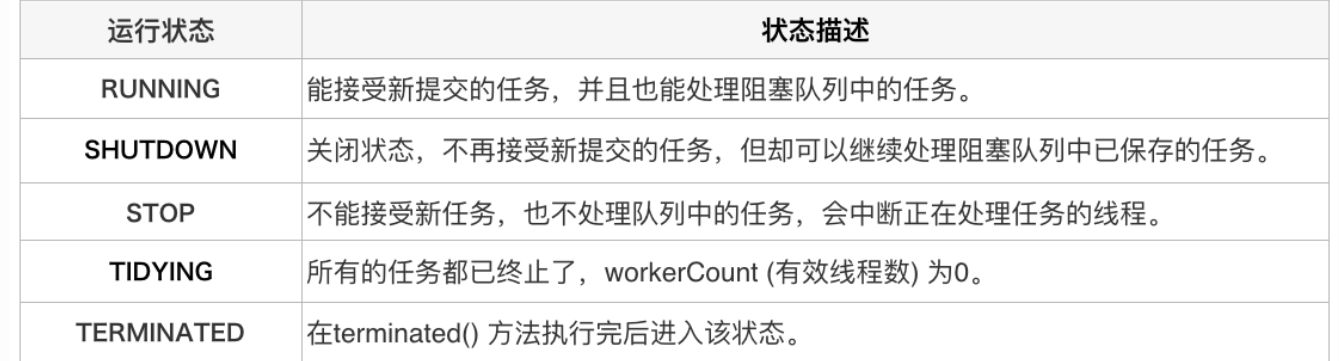 运行状态 状态描述
RUNNING 能接受新提交的任务，并且也能处理阻塞队列中的任务。
SHUTDOWN 关闭状态，不再接受新提交的任务，但却可以继续处理阻塞队列中已保存的任务。
STOP 不能接受新任务，也不处理队列中的任务，会中断正在处理任务的线程。
TIDYING 所有的任务都已终止了，workerCount (有效线程数) 为0。
TERMINATED 在terminated() 方法执行完后进入该状态。